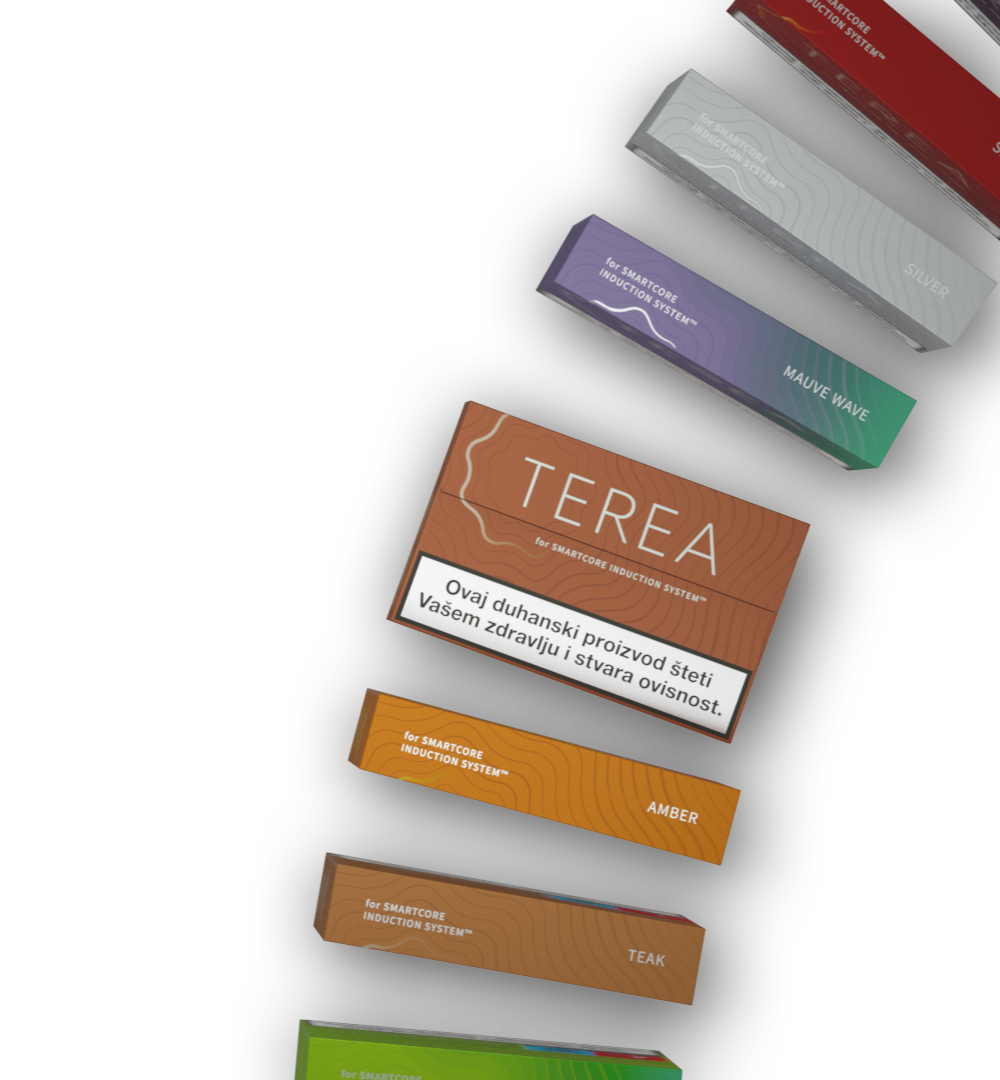 SMARTCORE
INDUCTION SYSTEM™
TEREA
for SMARTCORE
INDUCTION SYSTEM™
SILVER
for SMARTCORE
INDUCTION SYSTEM™
MAUVE WAVE
TEREA
for SMARTCORE INDUCTION SYSTEM™
Ovaj duhanski proizvod šteti
Vašem zdravlju i stvara ovisnost.
for SMARTCORE
INDUCTION SYSTEM™
AMBER
for SMARTCORE
INDUCTION SYSTEM™
TEAK
for SMARTCORE